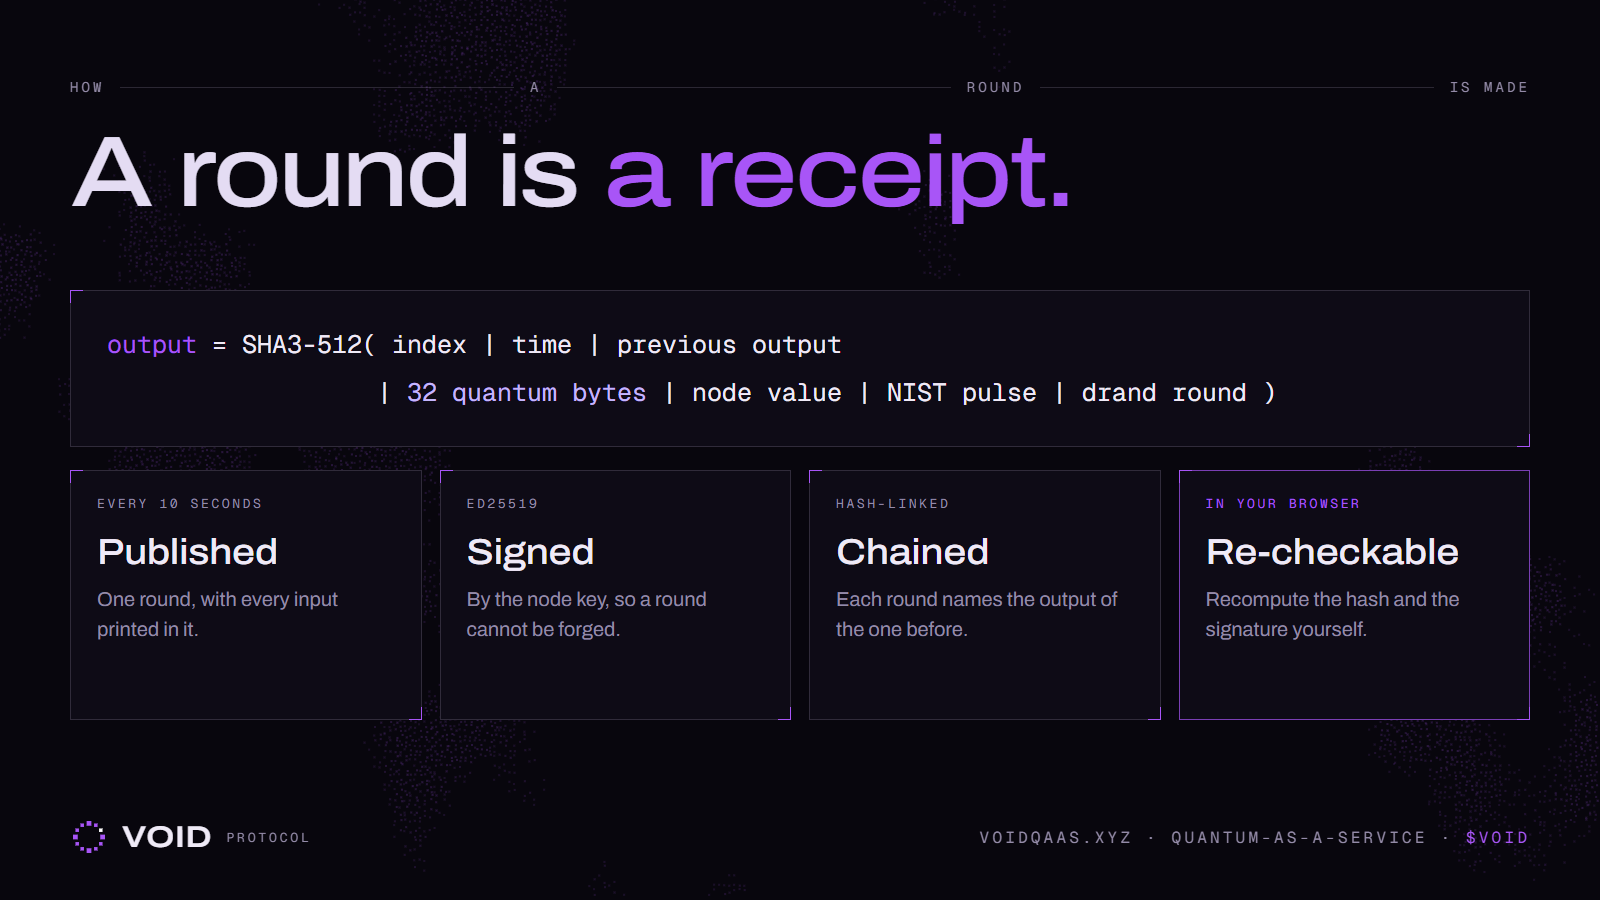 HOW A ROUND IS MADE
A round is a receipt.
output = SHA3-512( index | time | previous output
| 32 quantum bytes | node value | NIST pulse | drand round )
EVERY 10 SECONDS
Published
One round, with every input
printed in it.
ED25519
Signed
By the node key, so a round
cannot be forged.
HASH-LINKED
Chained
Each round names the output of
the one before.
IN YOUR BROWSER
Re-checkable
Recompute the hash and the
signature yourself.
VOID PROTOCOL
VOIDQAAS.XYZ · QUANTUM-AS-A-SERVICE · $VOID